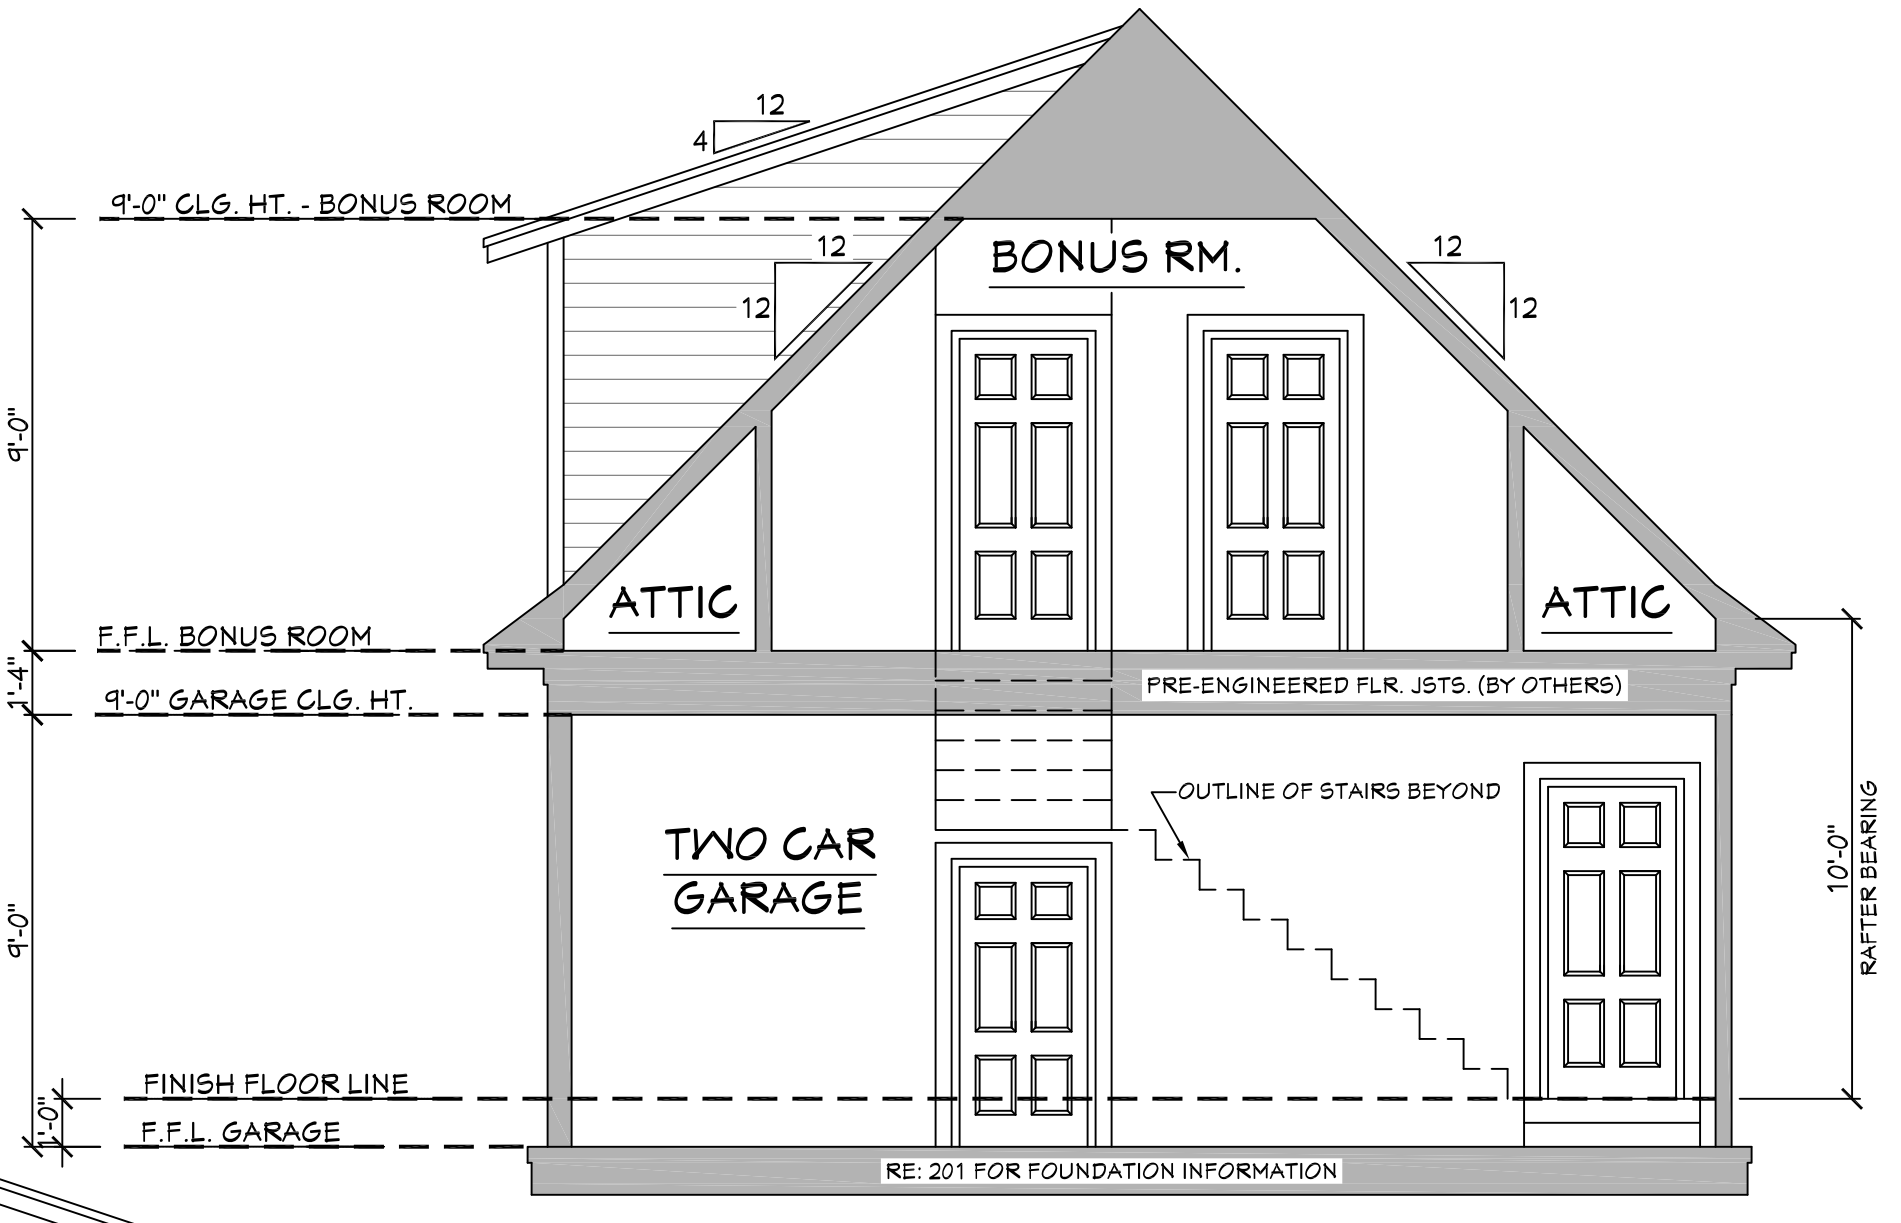 12
4
9'-0" CLG. HT. - BONUS ROOM
12
12
BONUS RM.
12
12
9'-0"
ATTIC
ATTIC
F.F.L. BONUS ROOM
1'-4"
PRE-ENGINEERED FLR. JSTS. (BY OTHERS)
9'-0" GARAGE CLG. HT.
OUTLINE OF STAIRS BEYOND
TWO CAR
GARAGE
10'-0"
RAFTER BEARING
9'-0"
FINISH FLOOR LINE
1'-0"
F.F.L. GARAGE
RE: 201 FOR FOUNDATION INFORMATION